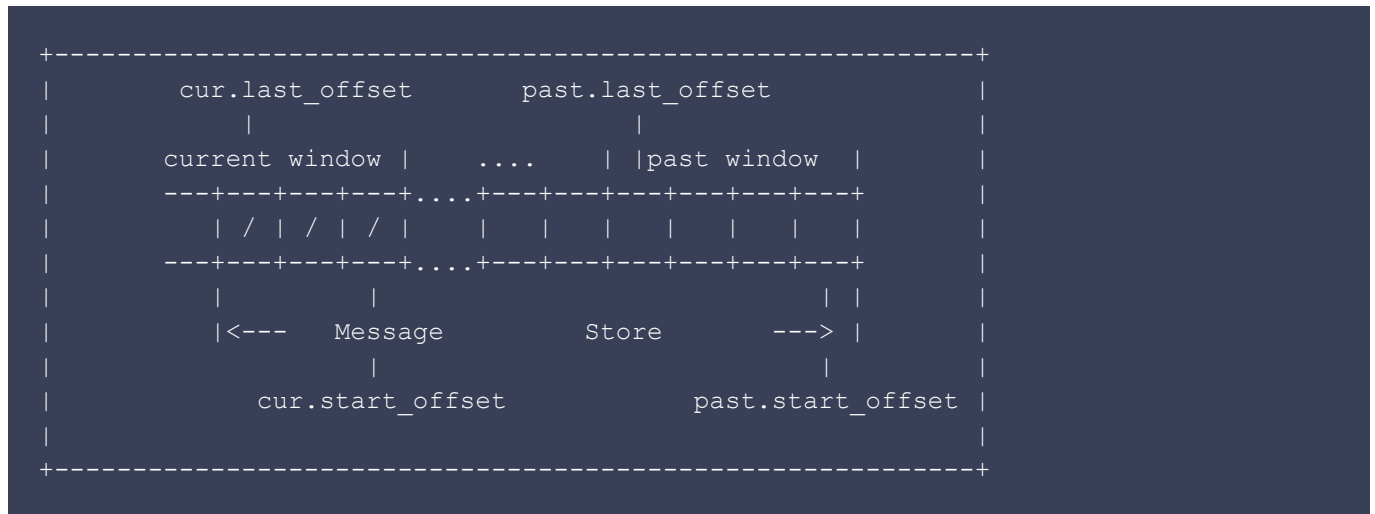 +-----------------------------------------------------------+
|        cur.last_offset       past.last_offset             |
|            |                        |                     |
|       current window |    ....    | |past window  |       |
|       ---+---+---+---+....+---+---+---+---+---+---+       |
|          | / | / | / |    |   |   |   |   |   |   |       |
|       ---+---+---+---+....+---+---+---+---+---+---+       |
|          |         |                            | |       |
|          |<---   Message         Store       ---> |       |
|                    |                            |         |
|             cur.start_offset            past.start_offset |
|                                                           |
+-----------------------------------------------------------+